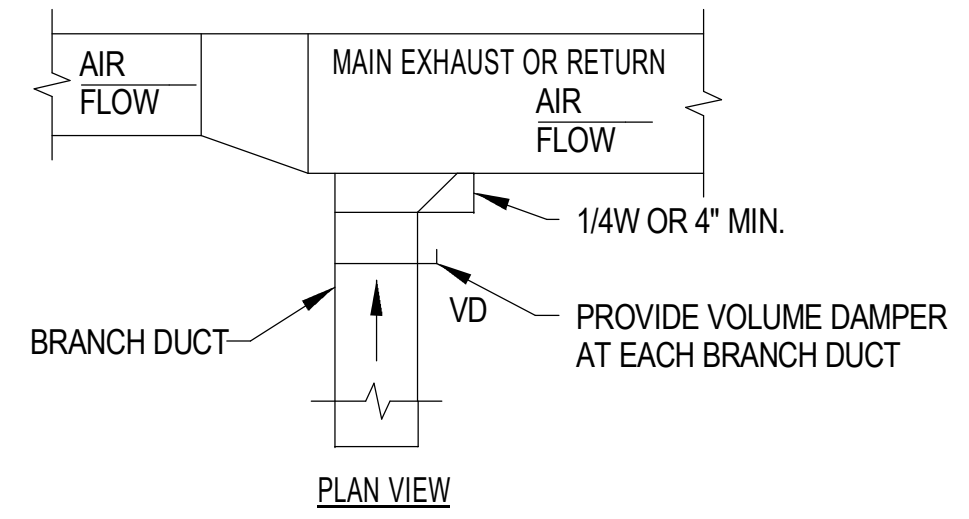 AIR
FLOW
MAIN EXHAUST OR RETURN
AIR
FLOW
1/4W OR 4" MIN.
VD
PROVIDE VOLUME DAMPER
AT EACH BRANCH DUCT
BRANCH DUCT
PLAN VIEW